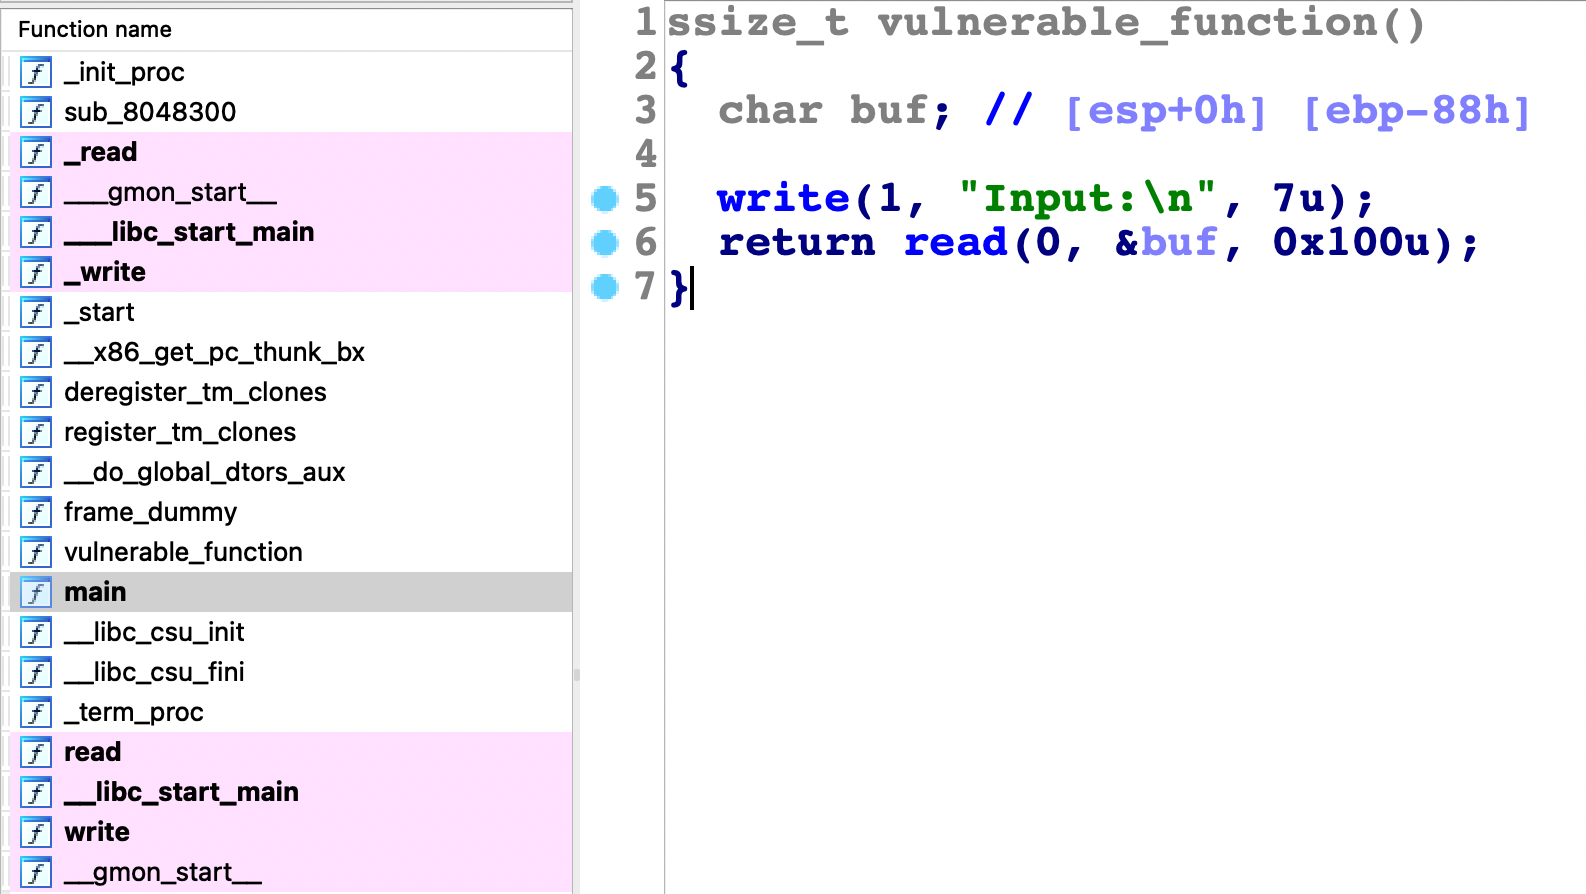 Function name
f _init_proc
f sub_8048300
f _read
f ___gmon_start__
f ___libc_start_main
f _write
f _start
f __x86_get_pc_thunk_bx
f deregister_tm_clones
f register_tm_clones
f __do_global_dtors_aux
f frame_dummy
f vulnerable_function
f main
f __libc_csu_init
f __libc_csu_fini
f _term_proc
f read
f __libc_start_main
f write
f __gmon_start__
1 ssize_t vulnerable_function()
2 {
3 char buf; // [esp+0h] [ebp-88h]
4
5 write(1, "Input:\n", 7u);
6 return read(0, &buf, 0x100u);
7 }